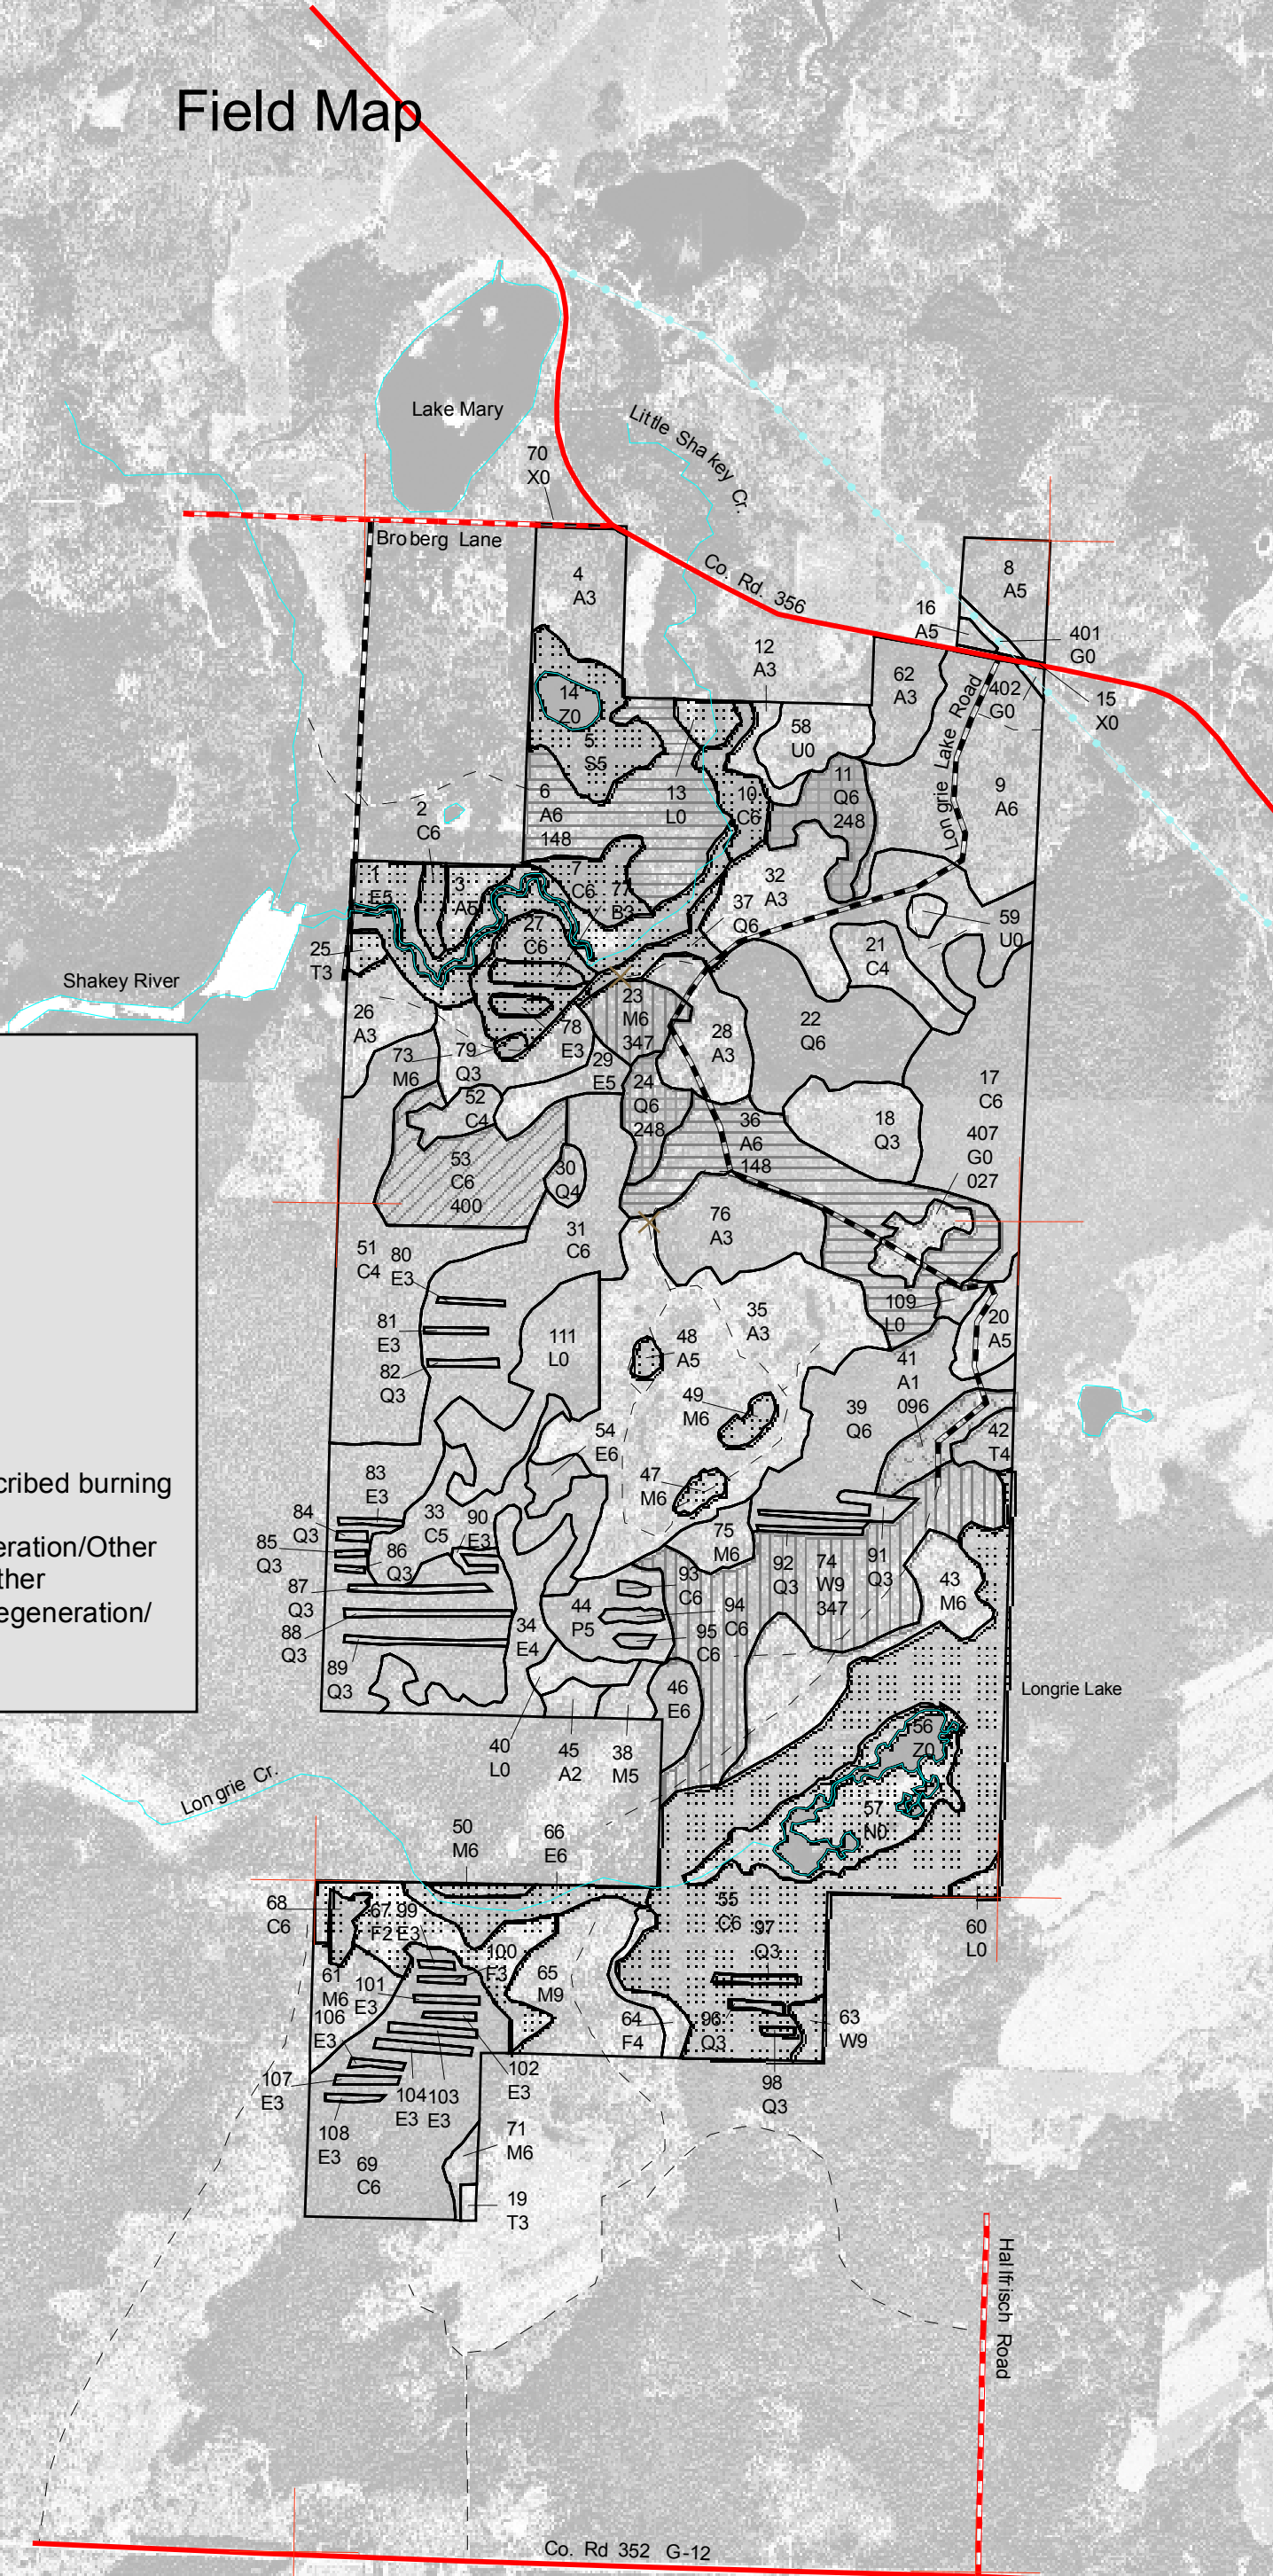 Field Map
Lake Mary
Little Shakey Cr.
70
X0
Broberg Lane
Co. Rd. 356
4
A3
8
A5
16
A5
401
G0
12
A3
62
A3
402
G0
15
X0
Longrie Lake Road
14
Z0
58
U0
5
S5
11
Q6
248
6
A6
148
13
L0
10
C6
9
A6
2
C6
1
E5
3
A6
7
C6
77
B3
32
A3
37
Q6
27
C6
59
U0
21
C4
25
T3
Shakey River
26
A3
23
M6
347
22
Q6
78
E3
28
A3
79
Q3
73
M6
29
E5
24
Q6
248
17
C6
52
C4
36
A6
148
18
Q3
407
G0
027
53
C6
400
30
Q4
76
A3
31
C6
51
C4
80
E3
109
L0
35
A3
20
A5
81
E3
111
L0
48
A5
82
Q3
41
A1
096
49
M6
39
Q6
54
E6
42
T4
47
M6
83
E3
cribed burning
84
Q3
33
C5
90
E3
75
M6
85
Q3
86
Q3
eration/Other
92
Q3
74
W9
347
91
Q3
ther
93
C6
43
M6
87
Q3
egeneration/
44
P5
94
C6
88
Q3
34
E4
95
C6
89
Q3
46
E6
Longrie Lake
56
Z0
40
L0
45
A2
38
M5
Longrie Cr.
57
N0
50
M6
66
E6
68
C6
67
F2
99
E3
55
C6
97
Q3
60
L0
100
F3
61
M6
101
E3
65
M9
106
E3
64
F4
96
Q3
63
W9
107
E3
102
E3
104
E3
103
E3
98
Q3
108
E3
71
M6
69
C6
19
T3
Hallfrisch Road
Co. Rd 352 G-12